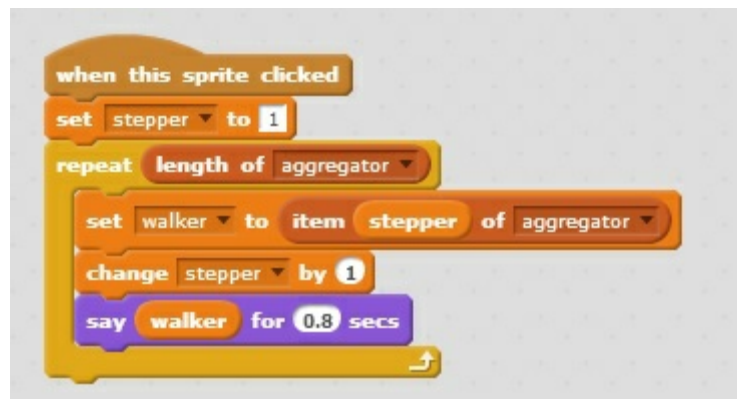 when this sprite clicked
set stepper to 1
repeat length of aggregator
set walker to item stepper of aggregator
change stepper by 1
say walker for 0.8 secs